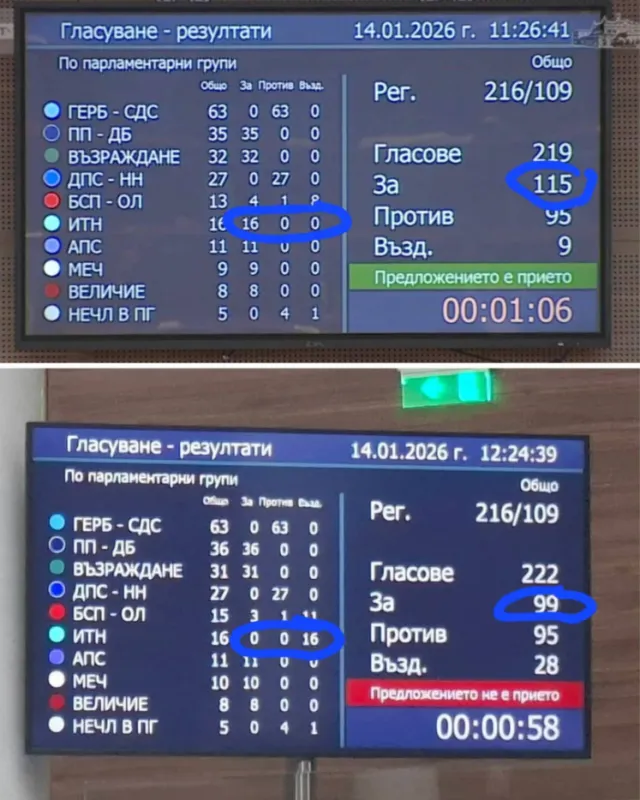 Гласуване - резултати 14.01.2026 г. 11:26:41
По парламентарни групи Общо
Общо За Против Възд.
Рег. 216/109
ГЕРБ - СДС 63 0 63 0
ПП - ДБ 35 35 0 0
ВЪЗРАЖДАНЕ 32 32 0 0
ДПС - НН 27 0 27 0
БСП - ОЛ 13 4 1 8
ИТН 16 16 0 0
АПС 11 11 0 0
МЕЧ 9 9 0 0
ВЕЛИЧИЕ 8 8 0 0
НЕЧЛ В ПГ 5 0 4 1
Гласове 219
За 115
Против 95
Възд. 9
Предложението е прието
00:01:06
Гласуване - резултати 14.01.2026 г. 12:24:39
По парламентарни групи Общо
Общо За Против Възд.
Рег. 216/109
ГЕРБ - СДС 63 0 63 0
ПП - ДБ 36 36 0 0
ВЪЗРАЖДАНЕ 31 31 0 0
ДПС - НН 27 0 27 0
БСП - ОЛ 15 3 1 11
ИТН 16 0 0 16
АПС 11 11 0 0
МЕЧ 10 10 0 0
ВЕЛИЧИЕ 8 8 0 0
НЕЧЛ В ПГ 5 0 4 1
Гласове 222
За 99
Против 95
Възд. 28
Предложението не е прието
00:00:58